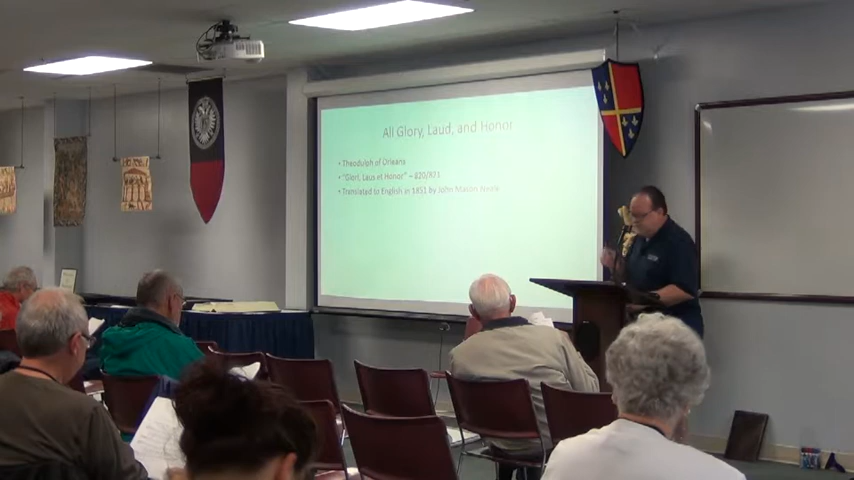 All Glory, Laud, and Honor
• Theodulph of Orleans
• "Glori, Laus et Honor" – 820/821
• Translated to English in 1851 by John Mason Neale